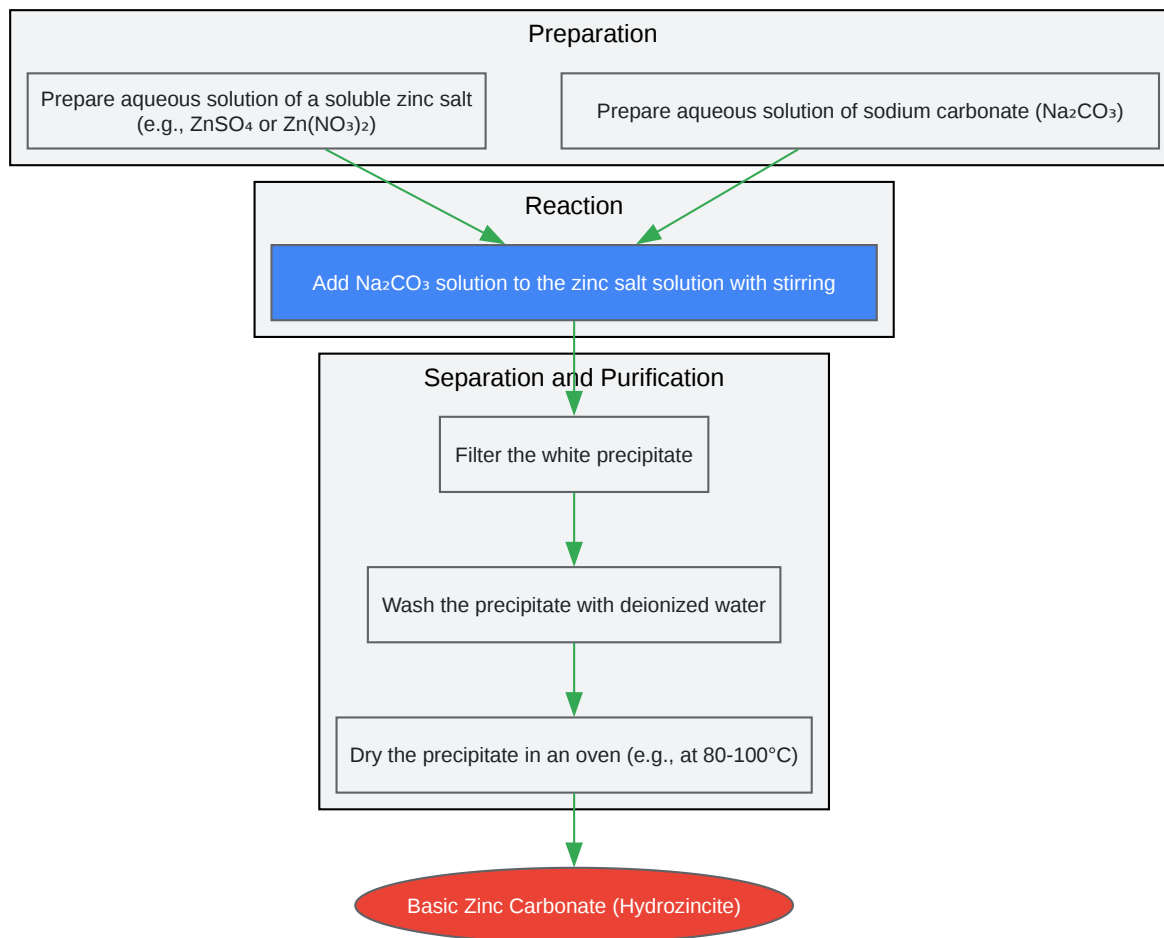 Preparation
Prepare aqueous solution of a soluble zinc salt
(e.g., ZnSO₄ or Zn(NO₃)₂)
Prepare aqueous solution of sodium carbonate (Na₂CO₃)
Reaction
Add Na₂CO₃ solution to the zinc salt solution with stirring
Separation and Purification
Filter the white precipitate
Wash the precipitate with deionized water
Dry the precipitate in an oven (e.g., at 80-100°C)
Basic Zinc Carbonate (Hydrozincite)